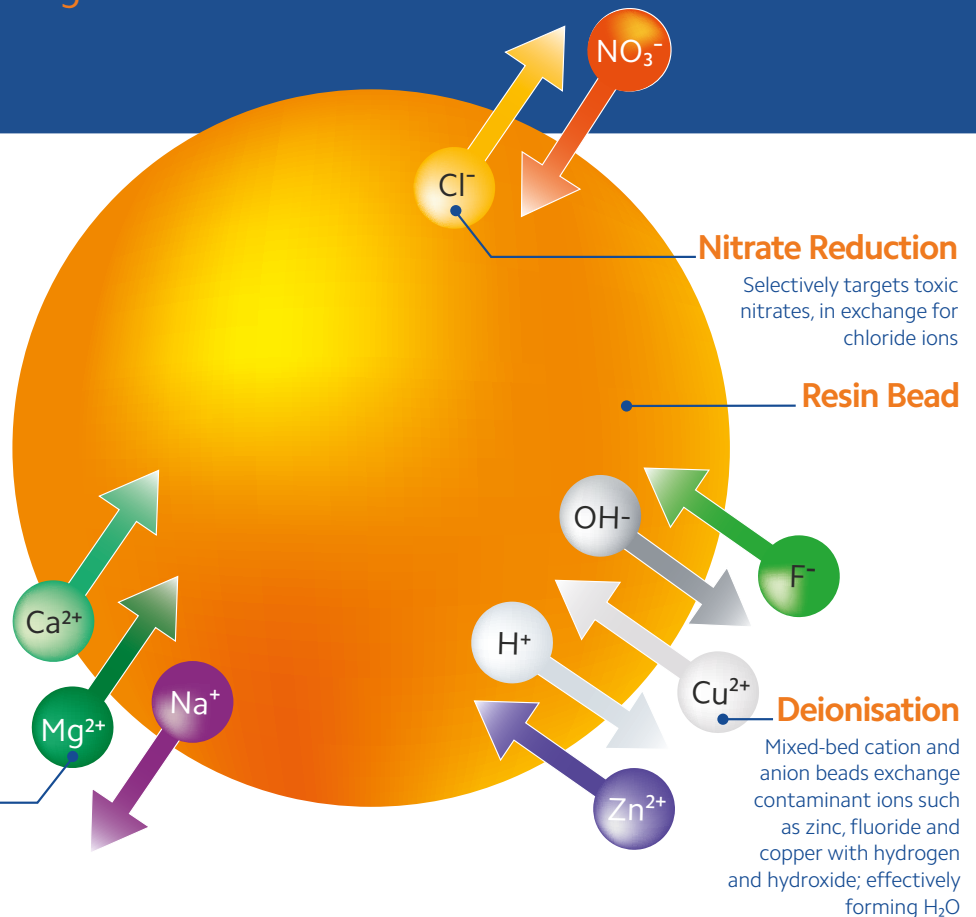 g
NO₃⁻
Cl⁻
Nitrate Reduction
Selectively targets toxic
nitrates, in exchange for
chloride ions
Resin Bead
OH-
F⁻
Ca²⁺
H⁺
Cu²⁺
Na⁺
Mg²⁺
Deionisation
Mixed-bed cation and
anion beads exchange
contaminant ions such
as zinc, fluoride and
copper with hydrogen
and hydroxide; effectively
forming H₂O
Zn²⁺